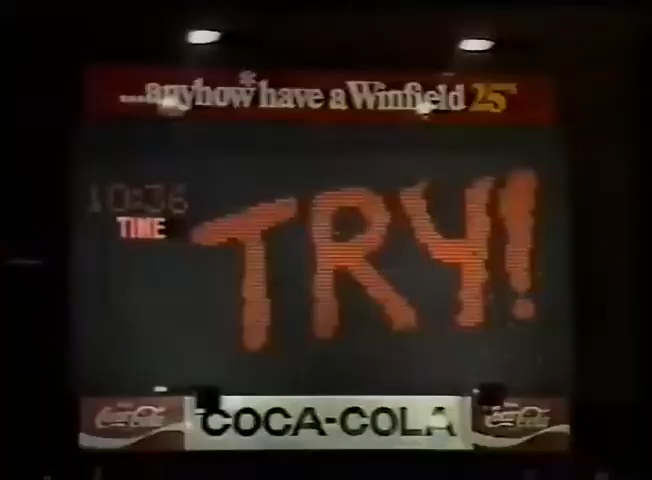 ...anyhow* have a Winfield 25's
10:36
TIME
TRY!
Coca-Cola
COCA-COLA
Coca-Cola